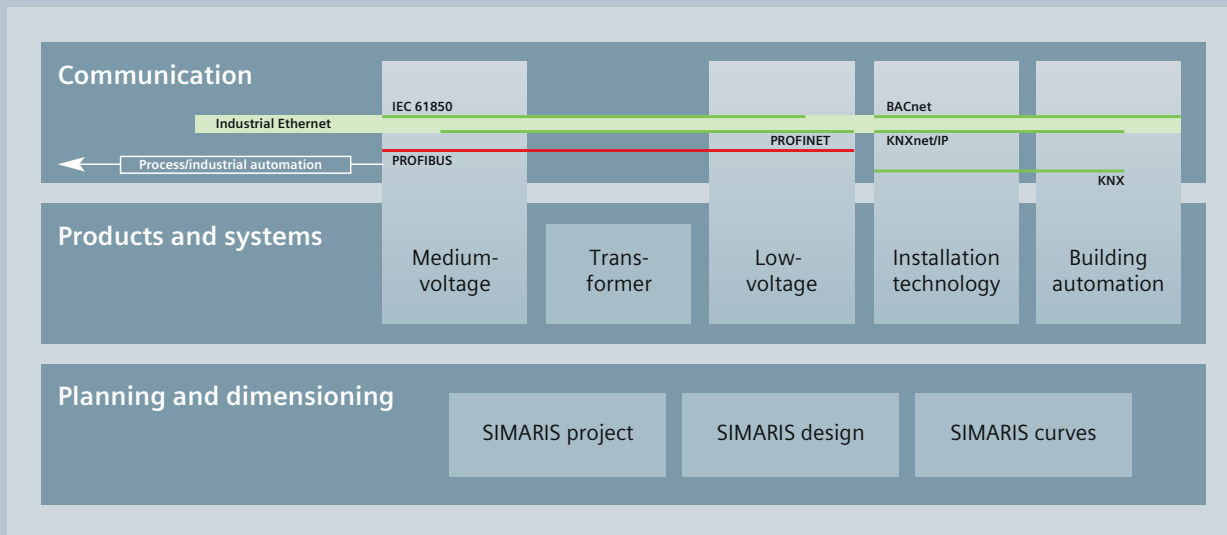 Communication
IEC 61850
BACnet
Industrial Ethernet
PROFINET
KNXnet/IP
Process/industrial automation
PROFIBUS
KNX
Products and systems
Medium-
voltage
Trans-
former
Low-
voltage
Installation
technology
Building
automation
Planning and dimensioning
SIMARIS project
SIMARIS design
SIMARIS curves